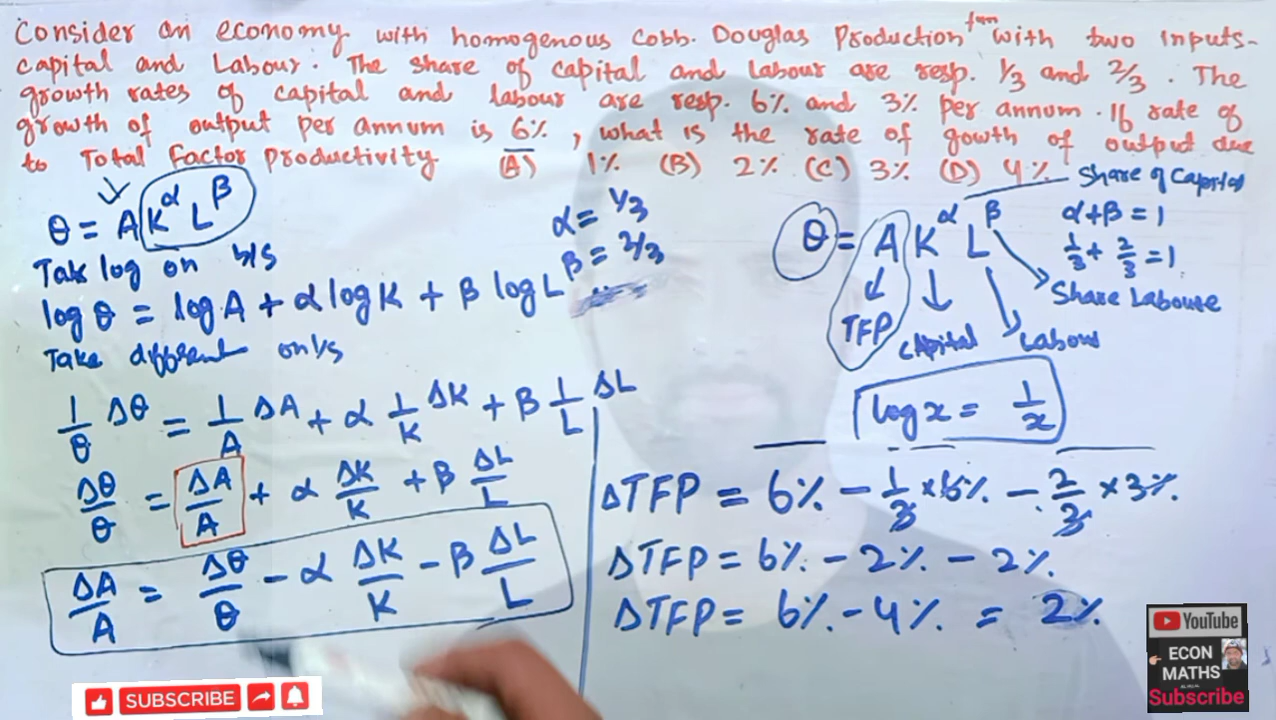 Consider an economy with homogenous Cobb. Douglas Production fun with two inputs-
capital and Labour. The share of capital and labour are resp. 1/3 and 2/3. The
growth rates of capital and labour are resp. 6% and 3% per annum. If rate of
growth of output per annum is 6%, what is the rate of gowth of output due
to Total Factor Productivity (A) 1% (B) 2% (C) 3% (D) 4%
θ = A K^α L^β
Take log on b/s
α = 1/3
β = 2/3
log θ = log A + α log K + β log L
Take different on b/s
1/θ Δθ = 1/A ΔA + α 1/K ΔK + β 1/L ΔL
Δθ/θ = ΔA/A + α ΔK/K + β ΔL/L
ΔA/A = Δθ/θ - α ΔK/K - β ΔL/L
Share of Capital
θ = A K^α L^β
α+β = 1
1/3 + 2/3 = 1
Share Labour
TFP
Capital
Labour
log x = 1/x
ΔTFP = 6% - 1/3 × 6% - 2/3 × 3%.
ΔTFP = 6% - 2% - 2%
ΔTFP = 6% - 4% = 2%
SUBSCRIBE
YouTube
ECON
MATHS
Subscribe